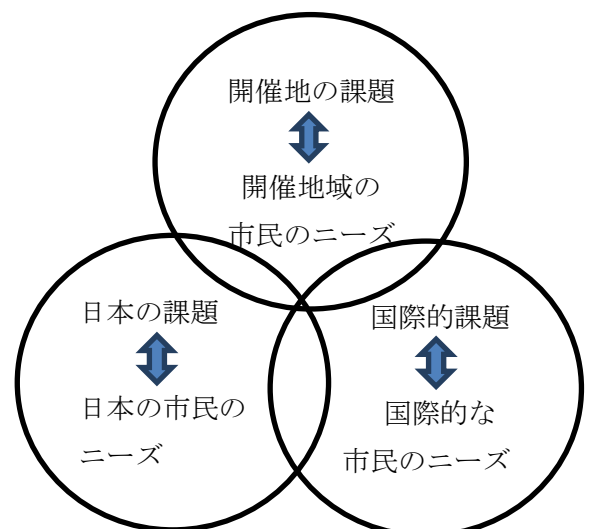 開催地の課題
開催地域の
市民のニーズ
日本の課題
日本の市民の
ニーズ
国際的課題
国際的な
市民のニーズ